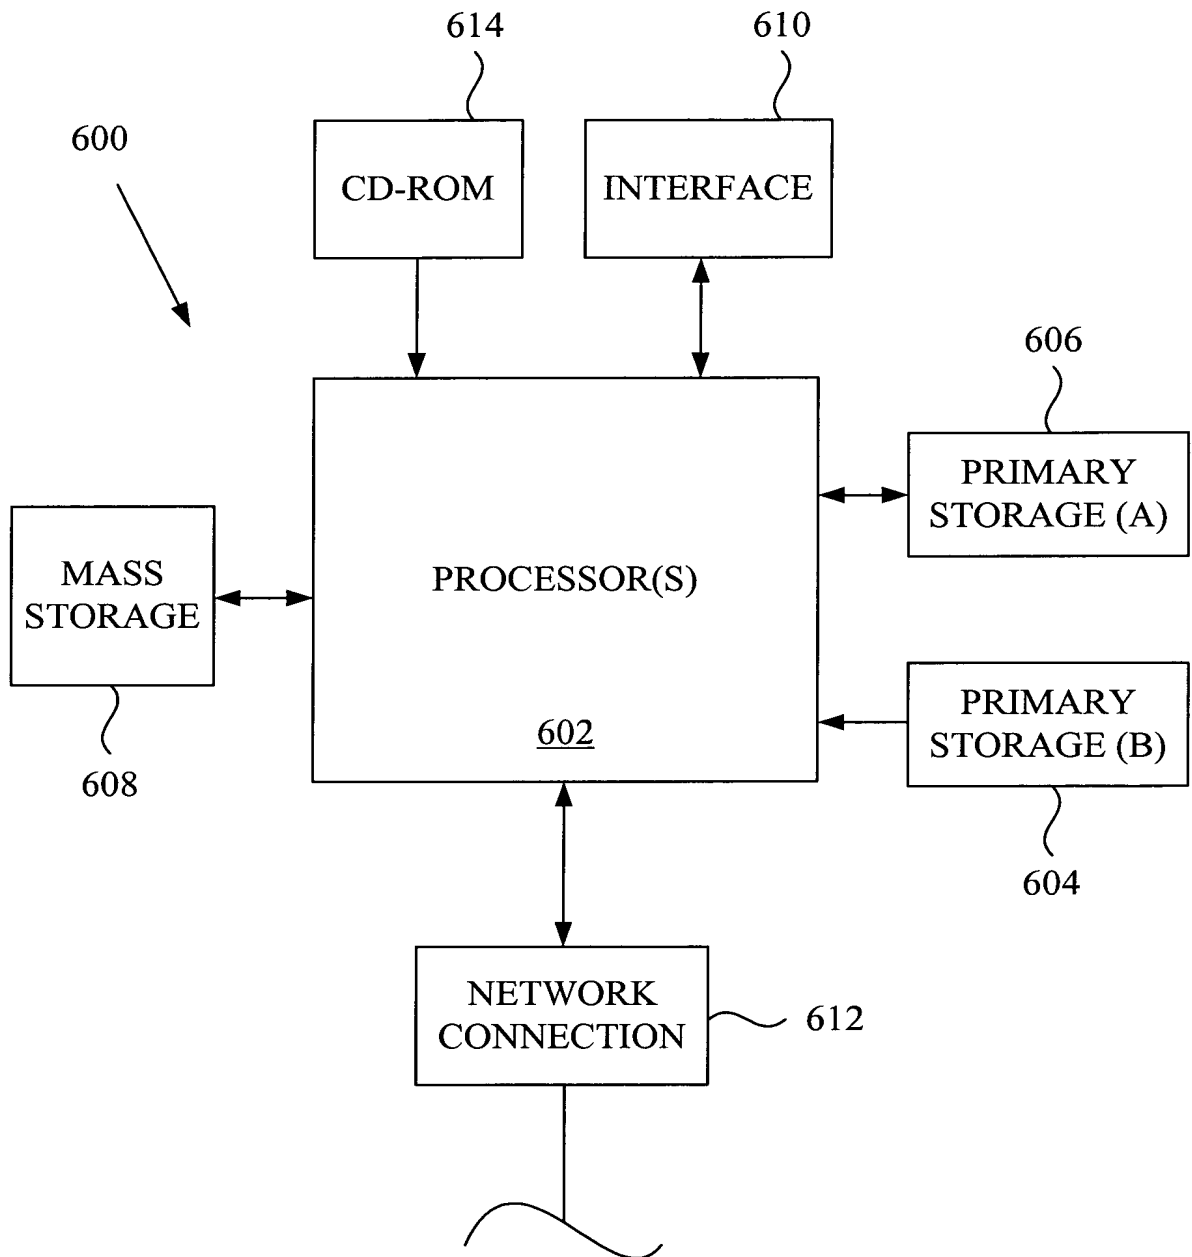 614
610
600
CD-ROM
INTERFACE
606
PRIMARY
STORAGE (A)
MASS
STORAGE
PROCESSOR(S)
PRIMARY
STORAGE (B)
602
608
604
NETWORK
CONNECTION
612